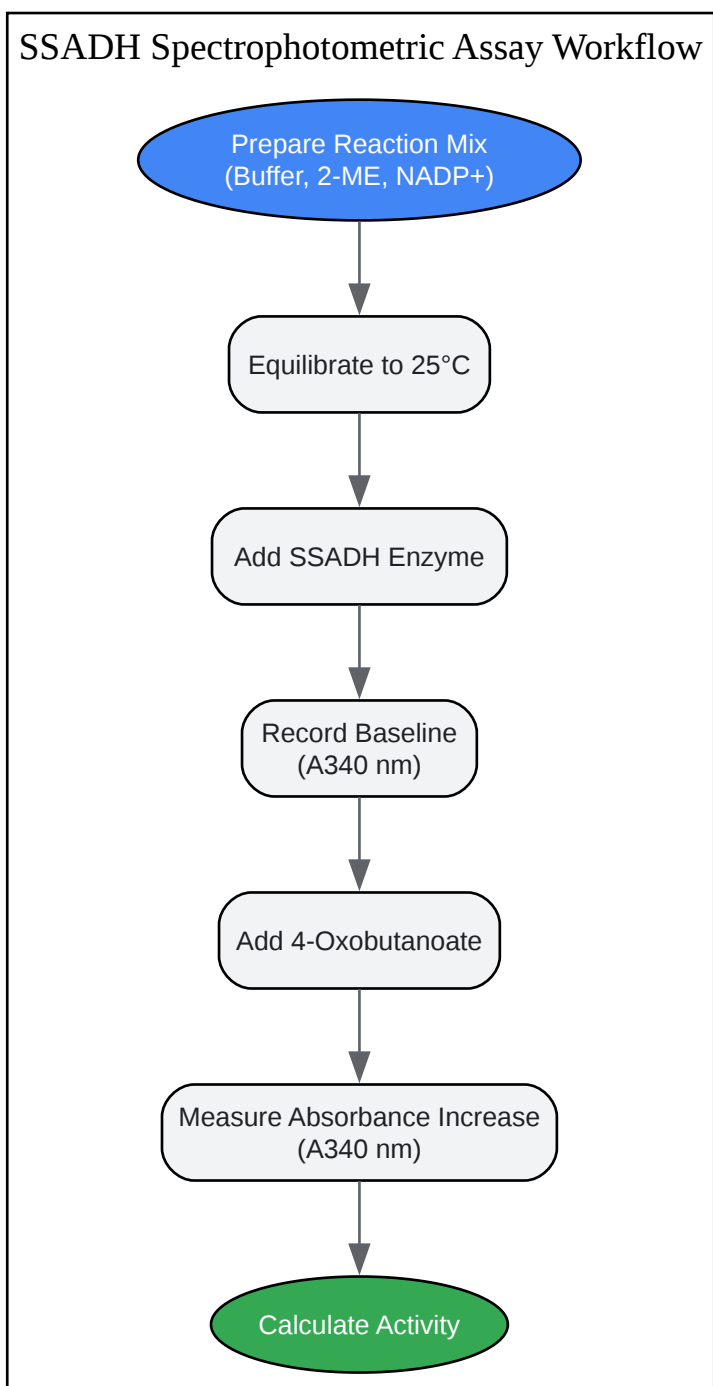 SSADH Spectrophotometric Assay Workflow
Prepare Reaction Mix
(Buffer, 2-ME, NADP+)
Equilibrate to 25°C
Add SSADH Enzyme
Record Baseline
(A340 nm)
Add 4-Oxobutanoate
Measure Absorbance Increase
(A340 nm)
Calculate Activity